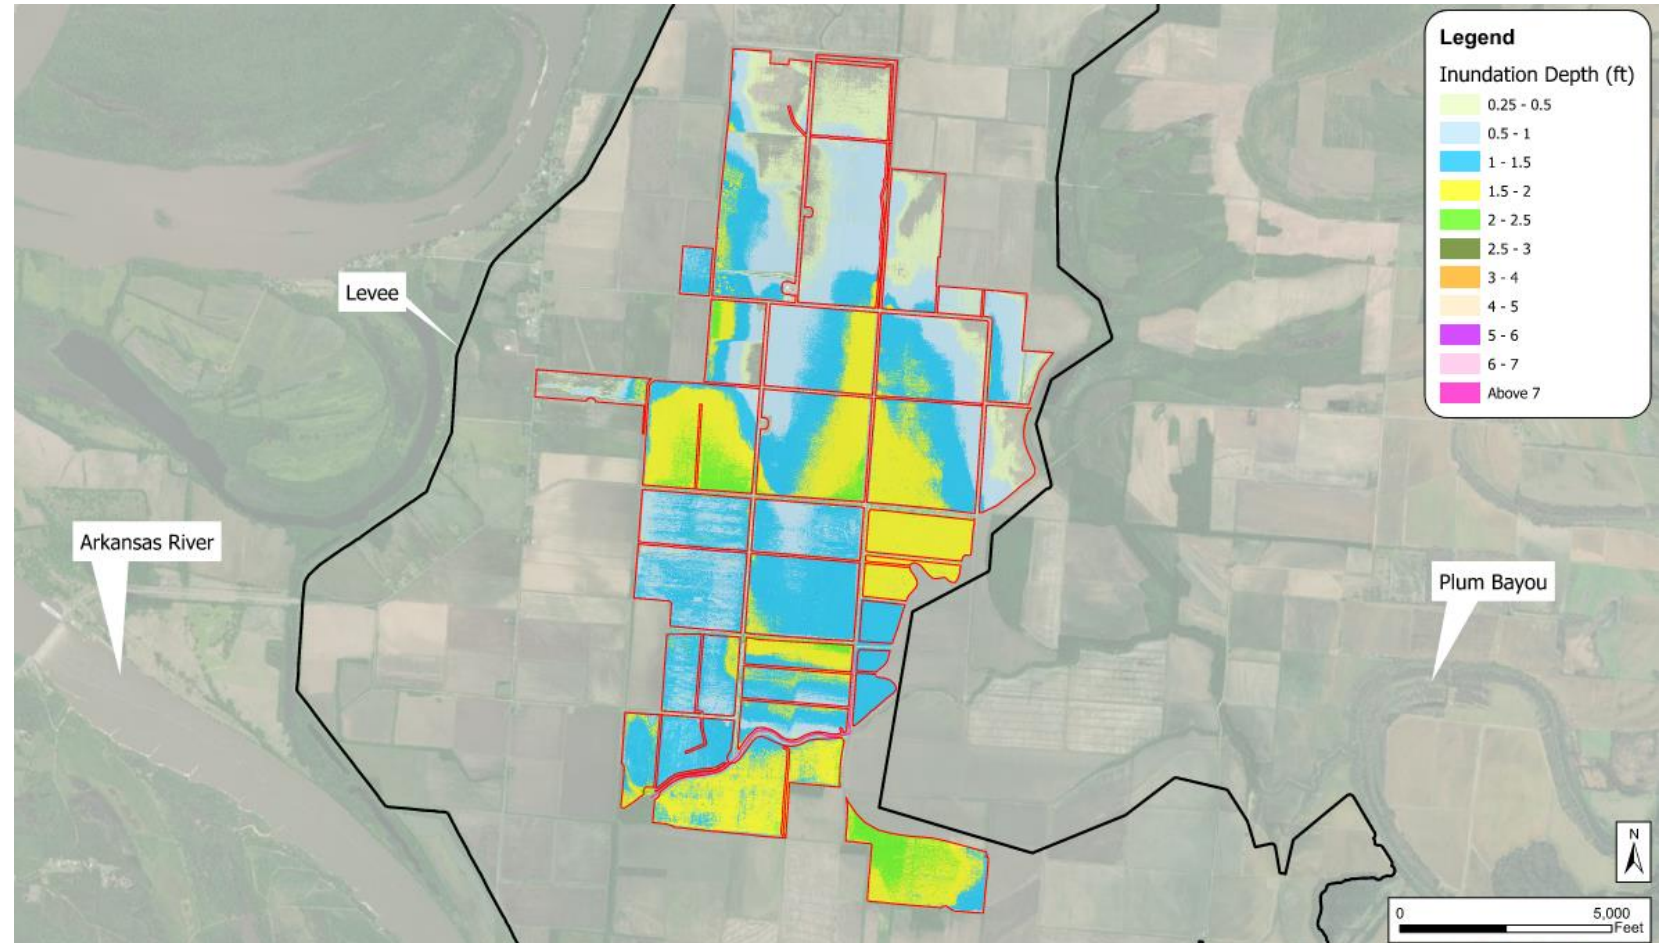 Legend
Inundation Depth (ft)
0.25 - 0.5
0.5 - 1
1 - 1.5
1.5 - 2
2 - 2.5
2.5 - 3
3 - 4
4 - 5
5 - 6
6 - 7
Above 7
Levee
Arkansas River
Plum Bayou
N
0 5,000
Feet